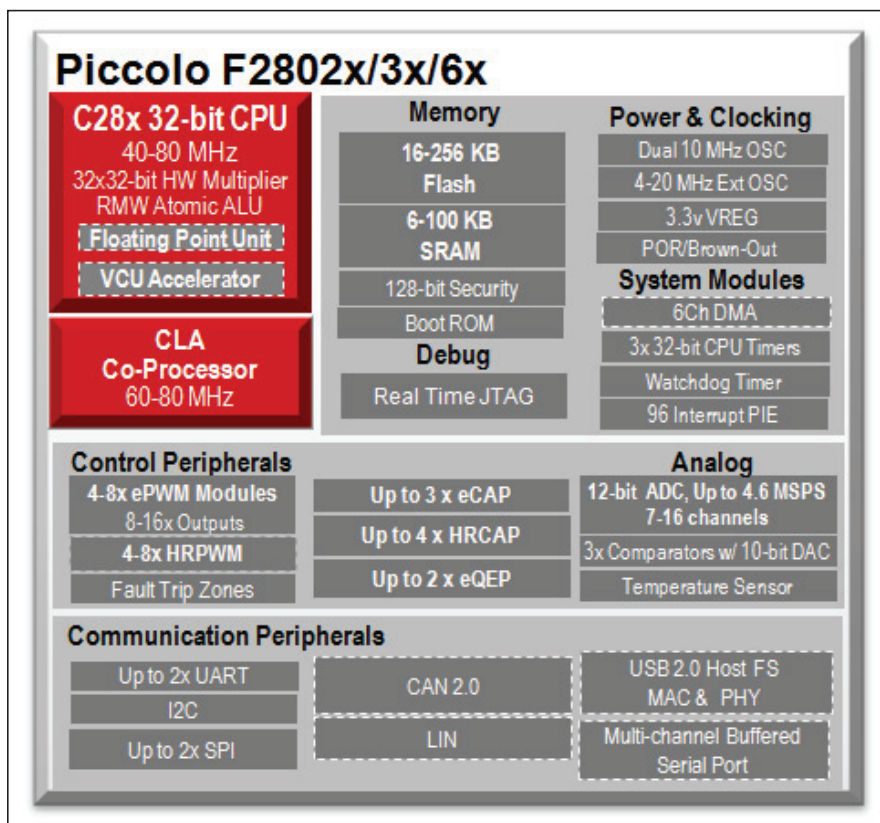 Piccolo F2802x/3x/6x
C28x 32-bit CPU
40-80 MHz
32x32-bit HW Multiplier
RMW Atomic ALU
Floating Point Unit
VCU Accelerator
CLA
Co-Processor
60-80 MHz
Memory
16-256 KB
Flash
6-100 KB
SRAM
128-bit Security
Boot ROM
Debug
Real Time JTAG
Power & Clocking
Dual 10 MHz OSC
4-20 MHz Ext OSC
3.3v VREG
POR/Brown-Out
System Modules
6Ch DMA
3x 32-bit CPU Timers
Watchdog Timer
96 Interrupt PIE
Control Peripherals
4-8x ePWM Modules
8-16x Outputs
4-8x HRPWM
Fault Trip Zones
Up to 3 x eCAP
Up to 4 x HRCAP
Up to 2 x eQEP
Analog
12-bit ADC, Up to 4.6 MSPS
7-16 channels
3x Comparators w/ 10-bit DAC
Temperature Sensor
Communication Peripherals
Up to 2x UART
I2C
Up to 2x SPI
CAN 2.0
LIN
USB 2.0 Host FS
MAC & PHY
Multi-channel Buffered
Serial Port